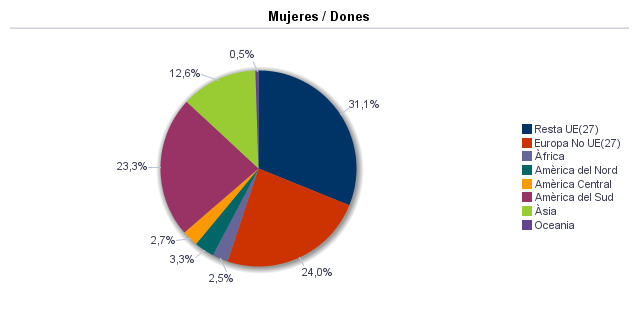 Mujeres / Dones
0,5%
12,6%
31,1%
23,3%
2,7%
3,3%
2,5%
24,0%
Resta UE(27)
Europa No UE(27)
Àfrica
Amèrica del Nord
Amèrica Central
Amèrica del Sud
Àsia
Oceania